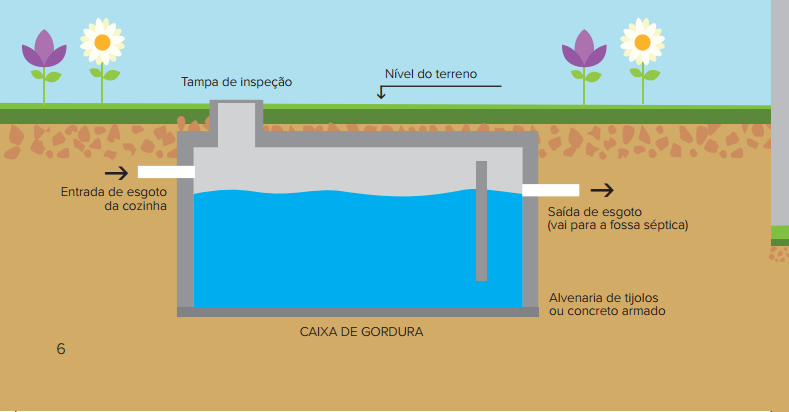 Tampa de inspeção
Nível do terreno
Entrada de esgoto
da cozinha
Saída de esgoto
(vai para a fossa séptica)
Alvenaria de tijolos
ou concreto armado
CAIXA DE GORDURA
6